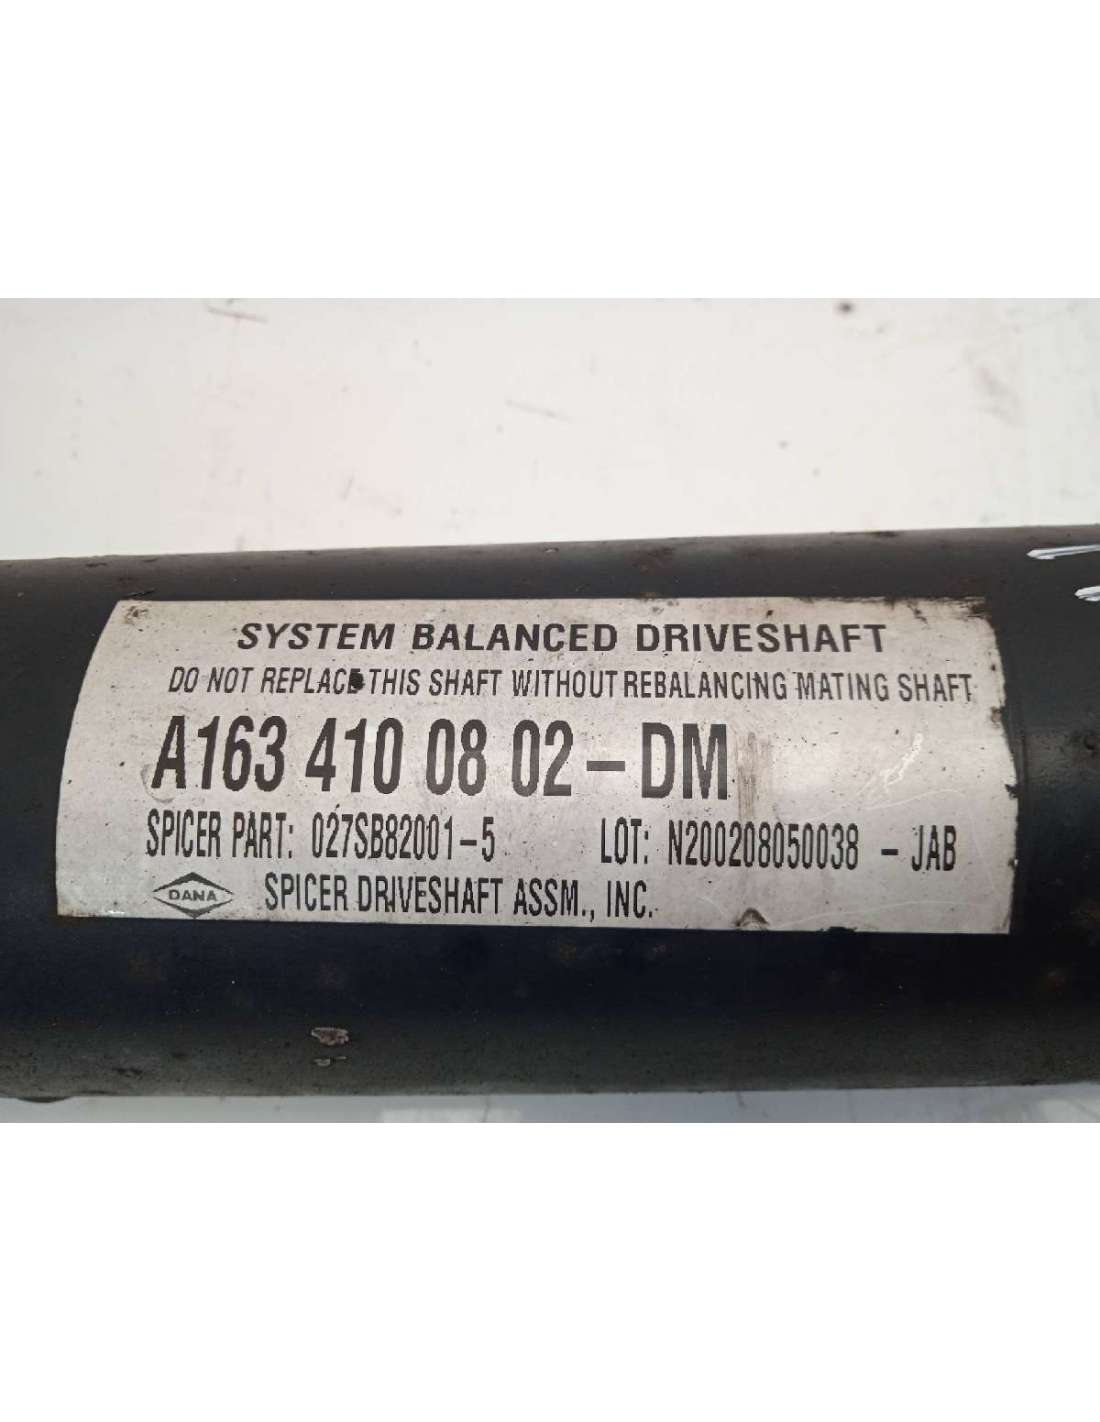 SYSTEM BALANCED DRIVESHAFT
DO NOT REPLACE THIS SHAFT WITHOUT REBALANCING MATING SHAFT
A163 410 08 02-DM
SPICER PART: 027SB82001-5 LOT: N200208050038 - JAB
DANA SPICER DRIVESHAFT ASSM., INC.